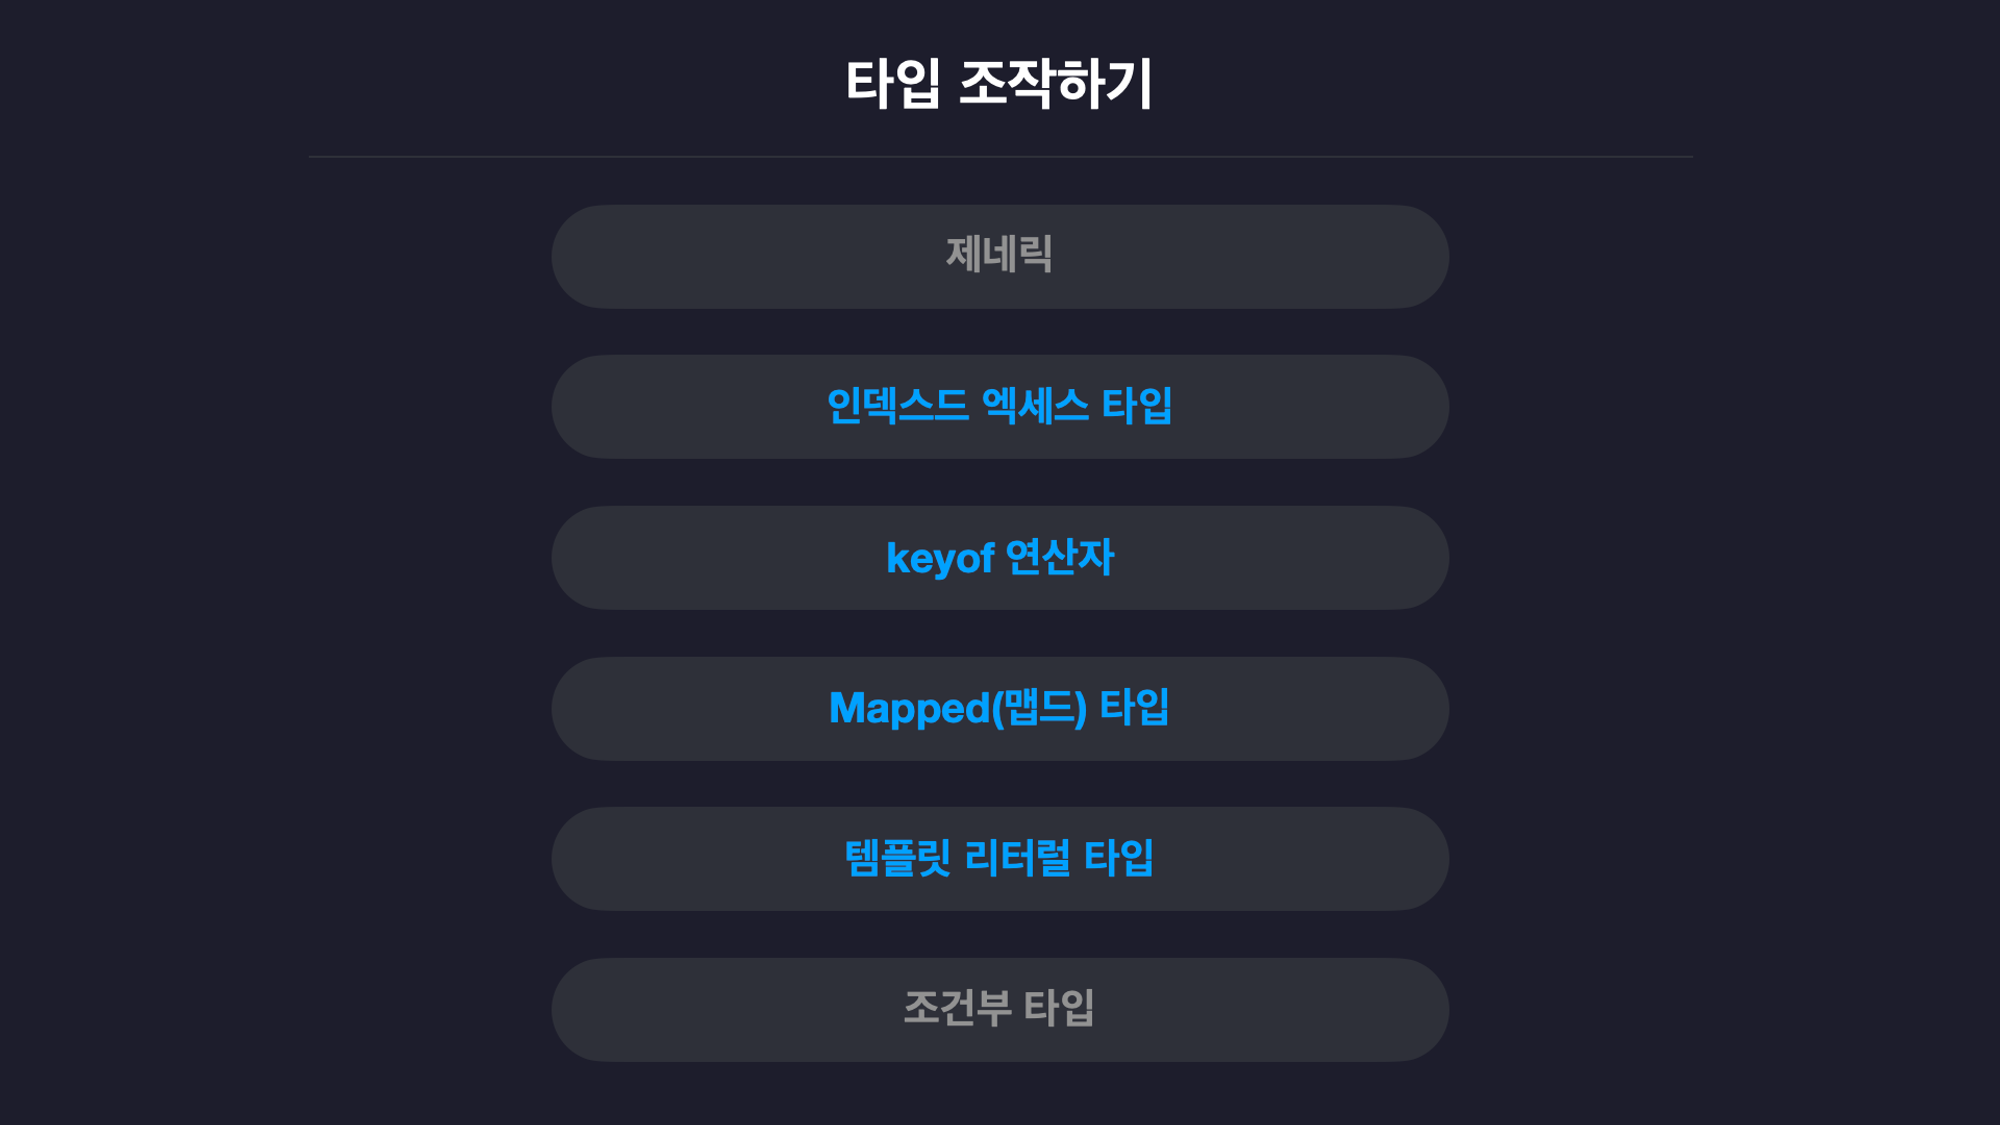 타입 조작하기
제네릭
인덱스드 엑세스 타입
keyof 연산자
Mapped(맵드) 타입
템플릿 리터럴 타입
조건부 타입